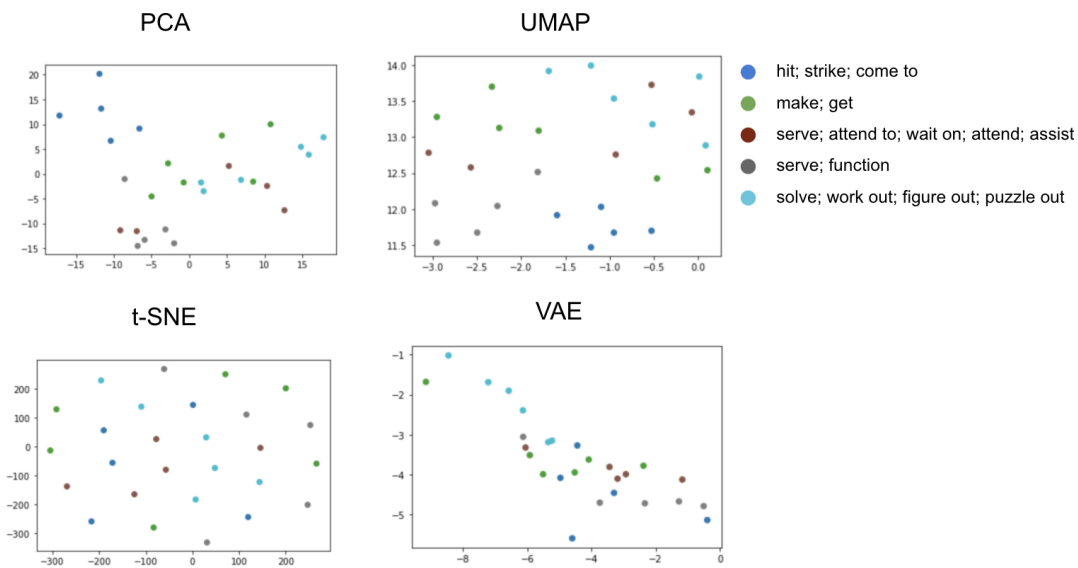 PCA
20
15
10
5
0
−5
−10
−15
−15 −10 −5 0 5 10 15
UMAP
14.0
13.5
13.0
12.5
12.0
11.5
−3.0 −2.5 −2.0 −1.5 −1.0 −0.5 0.0
hit; strike; come to
make; get
serve; attend to; wait on; attend; assist
serve; function
solve; work out; figure out; puzzle out
t-SNE
200
100
0
−100
−200
−300
−300 −200 −100 0 100 200
VAE
−1
−2
−3
−4
−5
−8 −6 −4 −2 0